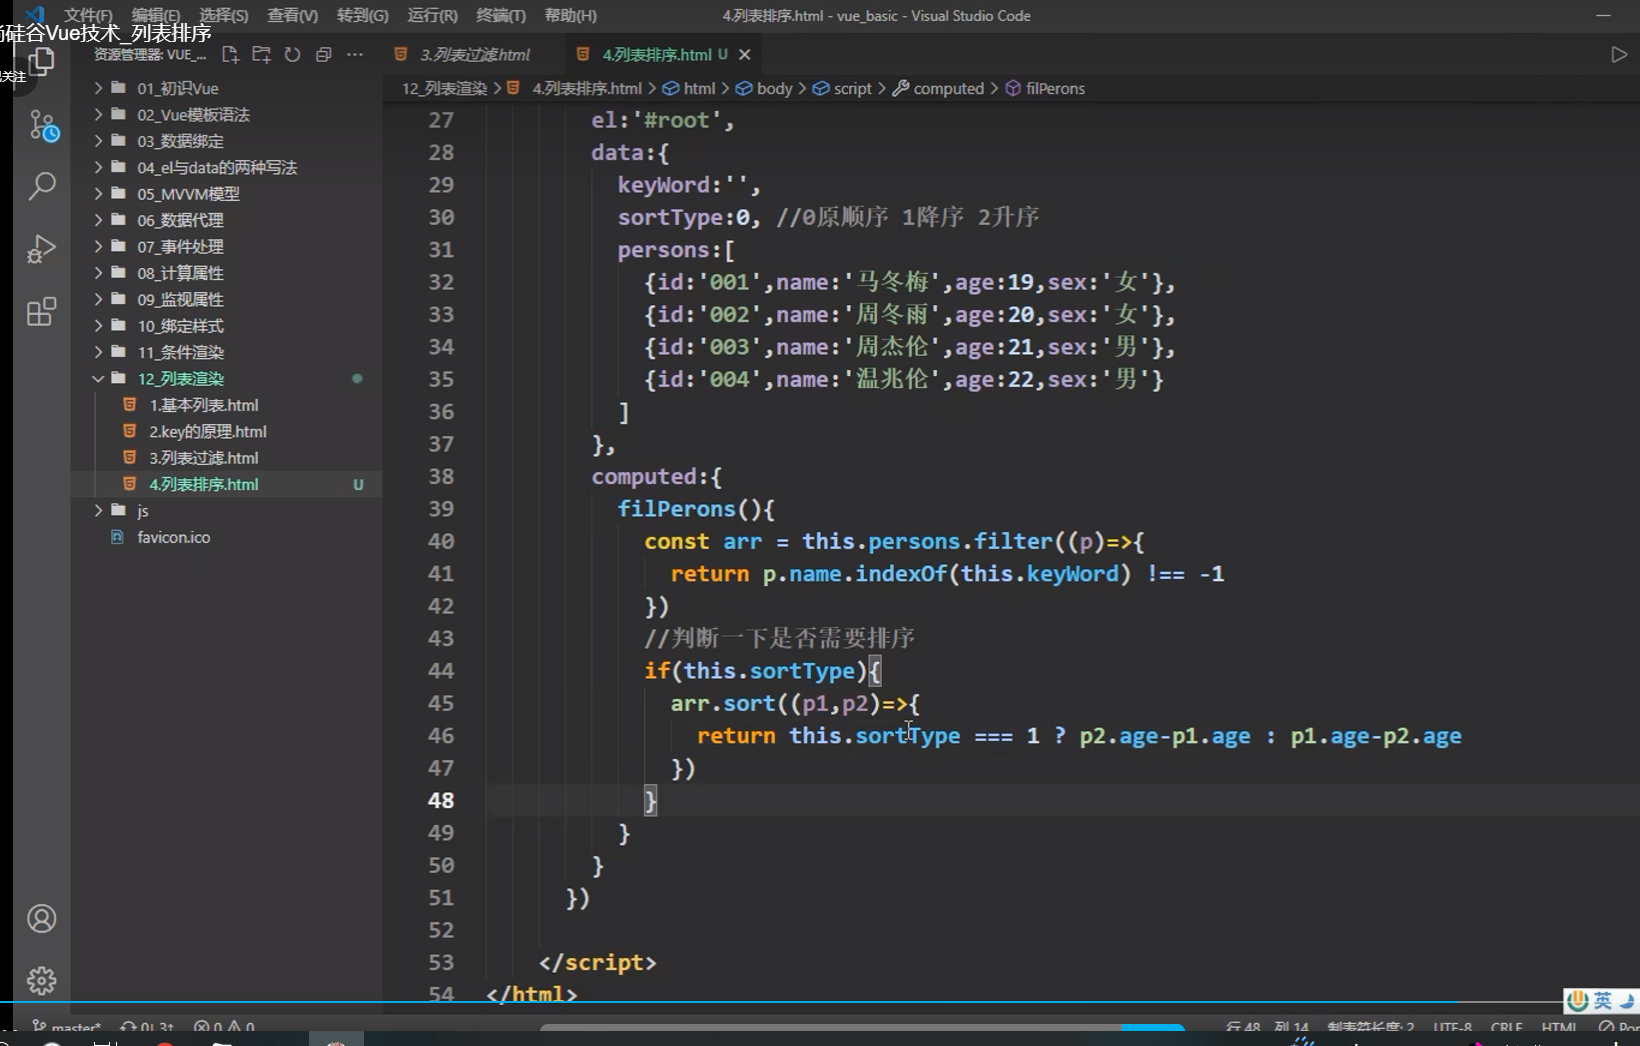 文件(F) 编辑(E) 选择(S) 查看(V) 转到(G) 运行(R) 终端(T) 帮助(H) 4.列表排序.html - vue_basic - Visual Studio Code
硅谷Vue技术_列表排序
资源管理器: VUE_... 3.列表过滤.html 4.列表排序.html U
关注
12_列表渲染 > 4.列表排序.html > html > body > script > computed > filPerons
01_初识Vue
02_Vue模板语法
03_数据绑定
04_el与data的两种写法
05_MVVM模型
06_数据代理
07_事件处理
08_计算属性
09_监视属性
10_绑定样式
11_条件渲染
12_列表渲染
1.基本列表.html
2.key的原理.html
3.列表过滤.html
4.列表排序.html U
js
favicon.ico
27 el:'#root',
28 data:{
29 keyWord:'',
30 sortType:0, //0原顺序 1降序 2升序
31 persons:[
32 {id:'001',name:'马冬梅',age:19,sex:'女'},
33 {id:'002',name:'周冬雨',age:20,sex:'女'},
34 {id:'003',name:'周杰伦',age:21,sex:'男'},
35 {id:'004',name:'温兆伦',age:22,sex:'男'}
36 ]
37 },
38 computed:{
39 filPerons(){
40 const arr = this.persons.filter((p)=>{
41 return p.name.indexOf(this.keyWord) !== -1
42 })
43 //判断一下是否需要排序
44 if(this.sortType){
45 arr.sort((p1,p2)=>{
46 return this.sortType === 1 ? p2.age-p1.age : p1.age-p2.age
47 })
48 }
49 }
50 }
51 })
52
53 </script>
54 </html>
英
master* 0↓ 3↑ 0 0 行 48, 列 14 制表符长度: 2 UTF-8 CRLF HTML